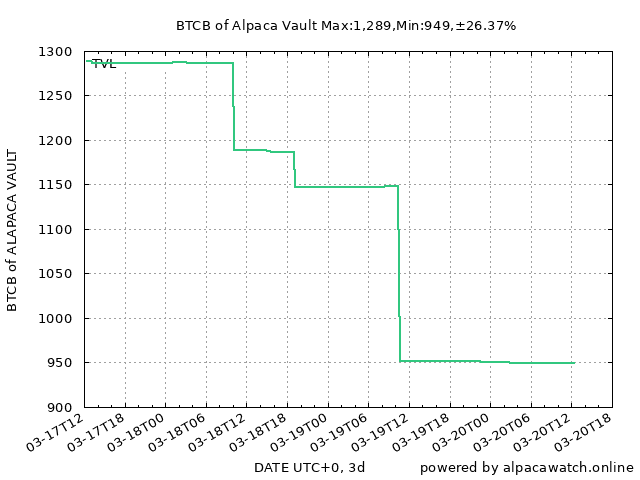 BTCB of Alpaca Vault Max:1,289,Min:949,±26.37%
BTCB of ALAPACA VAULT
1300
1250
1200
1150
1100
1050
1000
950
900
TVL
03-17T12
03-17T18
03-18T00
03-18T06
03-18T12
03-18T18
03-19T00
03-19T06
03-19T12
03-19T18
03-20T00
03-20T06
03-20T12
03-20T18
DATE UTC+0, 3d
powered by alpacawatch.online